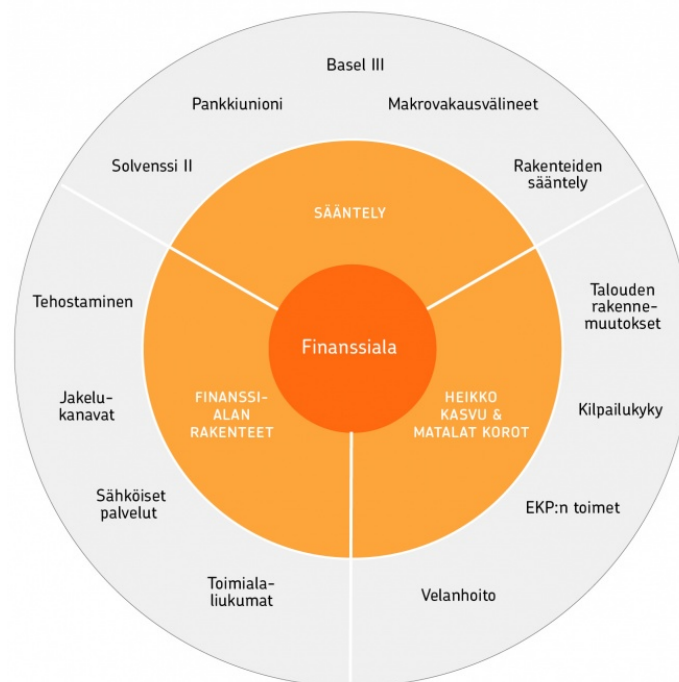 Basel III
Pankkiunioni
Makrovakausvälineet
Solvenssi II
Rakenteiden
sääntely
SÄÄNTELY
Tehostaminen
Talouden
rakenne-
muutokset
Finanssiala
Jakelu-
kanavat
FINANSSI-
ALAN
RAKENTEET
HEIKKO
KASVU &
MATALAT KOROT
Kilpailukyky
Sähköiset
palvelut
EKP:n toimet
Toimiala-
liukumat
Velanhoito